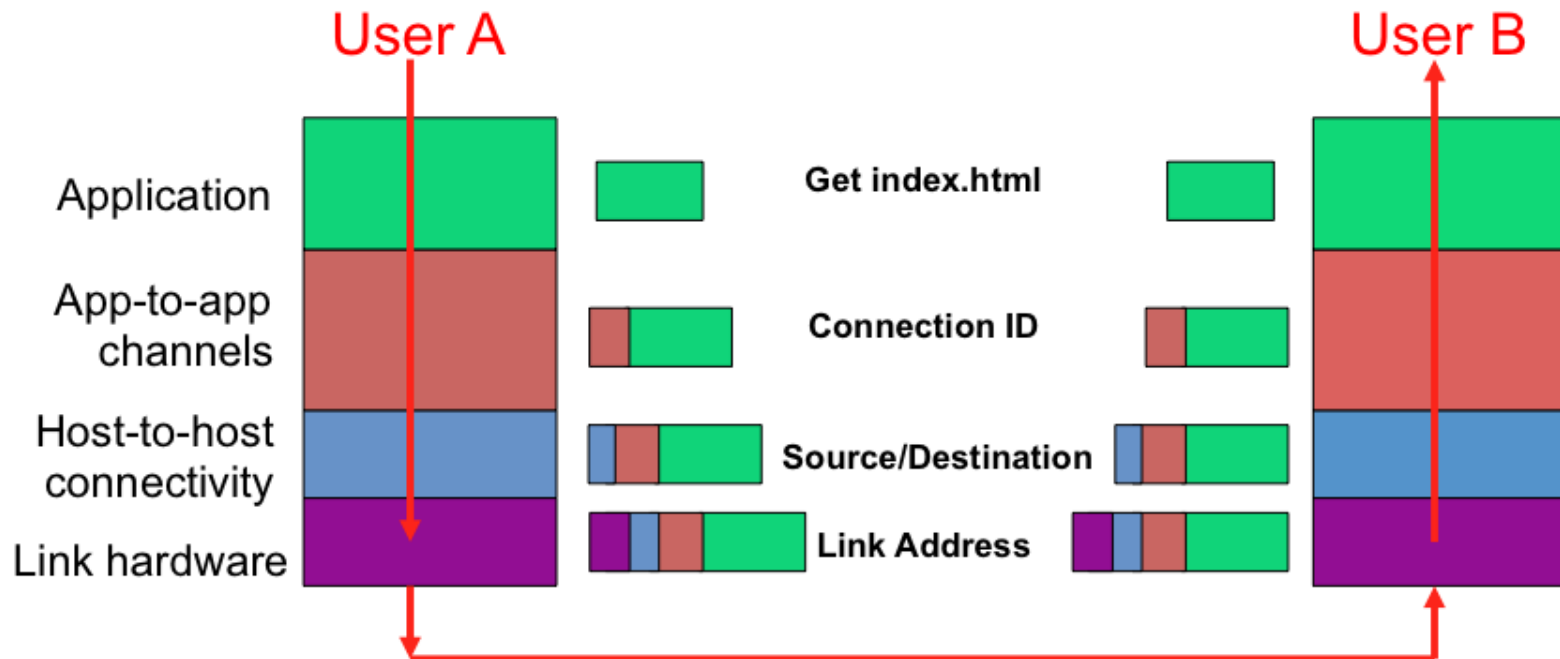 User A
User B
Application
Get index.html
App-to-app
channels
Connection ID
Host-to-host
connectivity
Source/Destination
Link hardware
Link Address